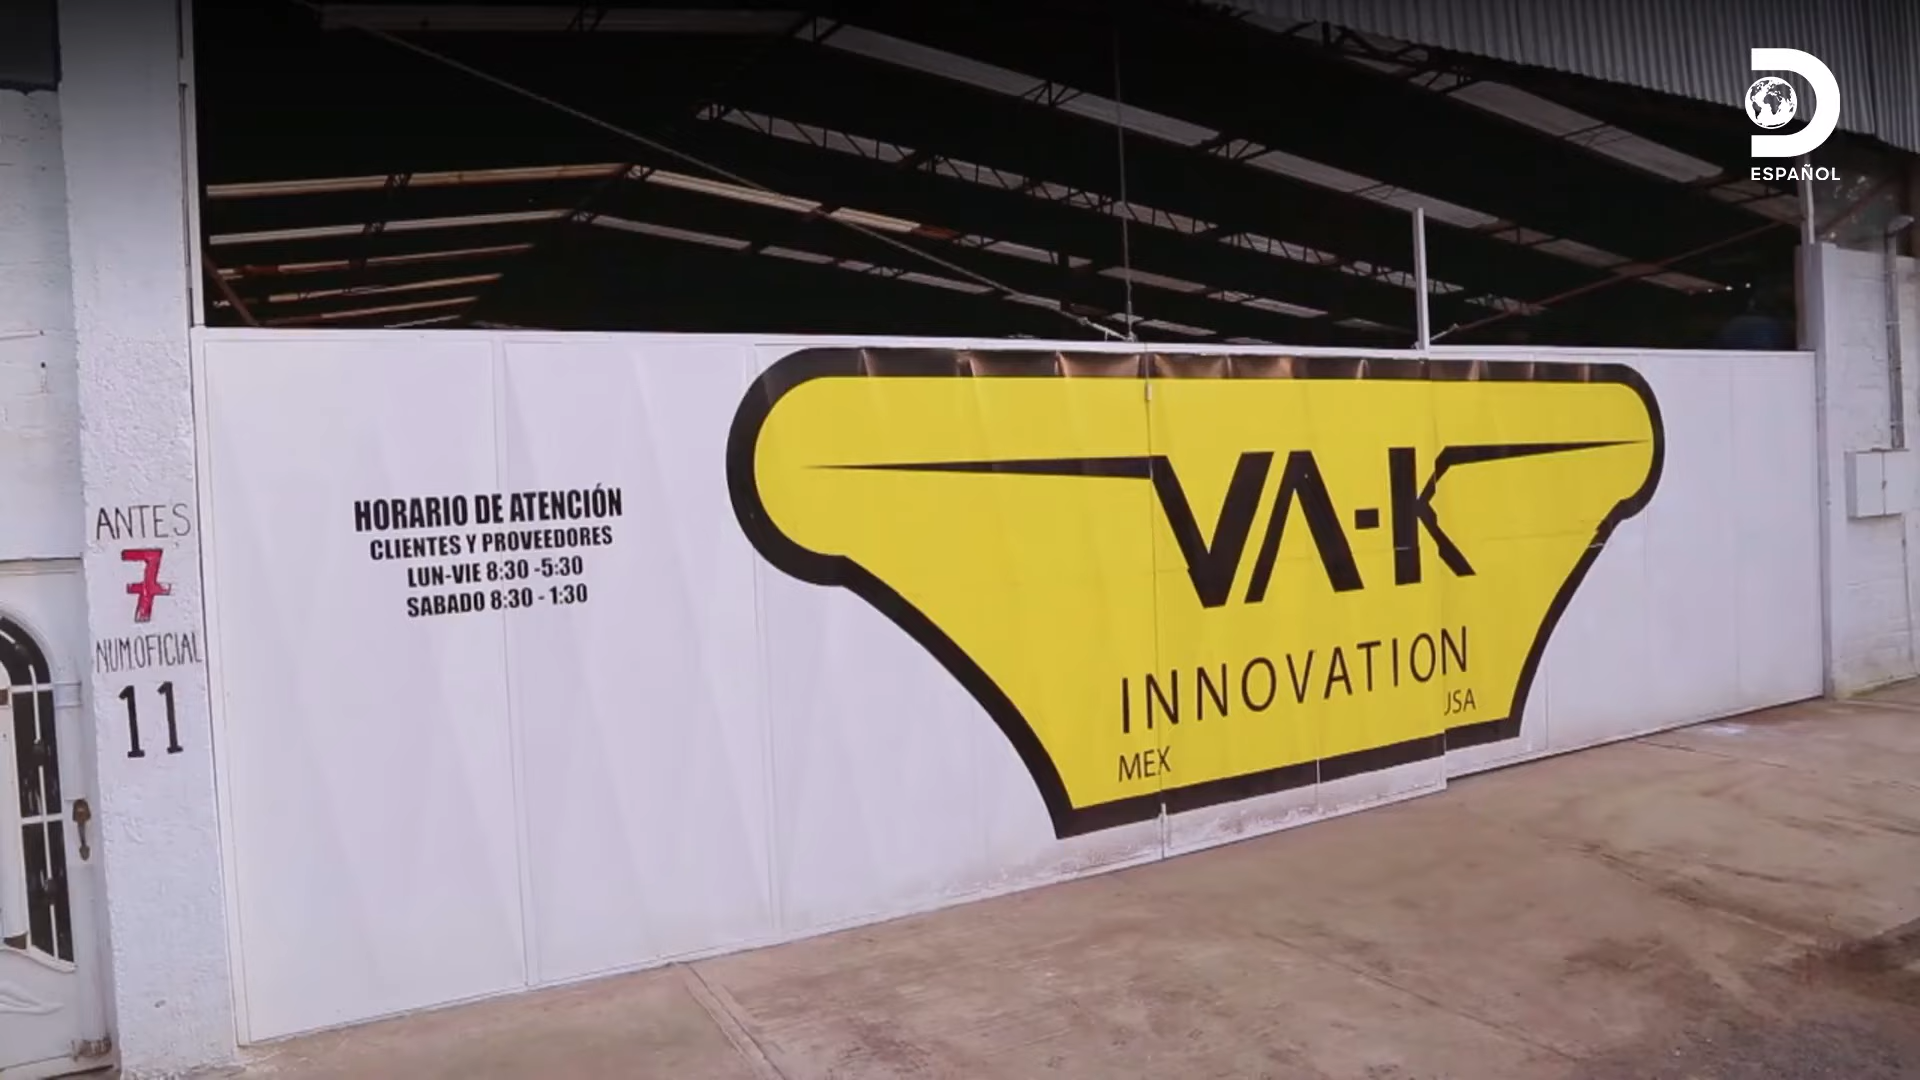 ESPAÑOL
ANTES
7
NUM.OFICIAL
11
HORARIO DE ATENCIÓN
CLIENTES Y PROVEEDORES
LUN-VIE 8:30 -5:30
SABADO 8:30 - 1:30
VA-K
INNOVATION
MEX USA